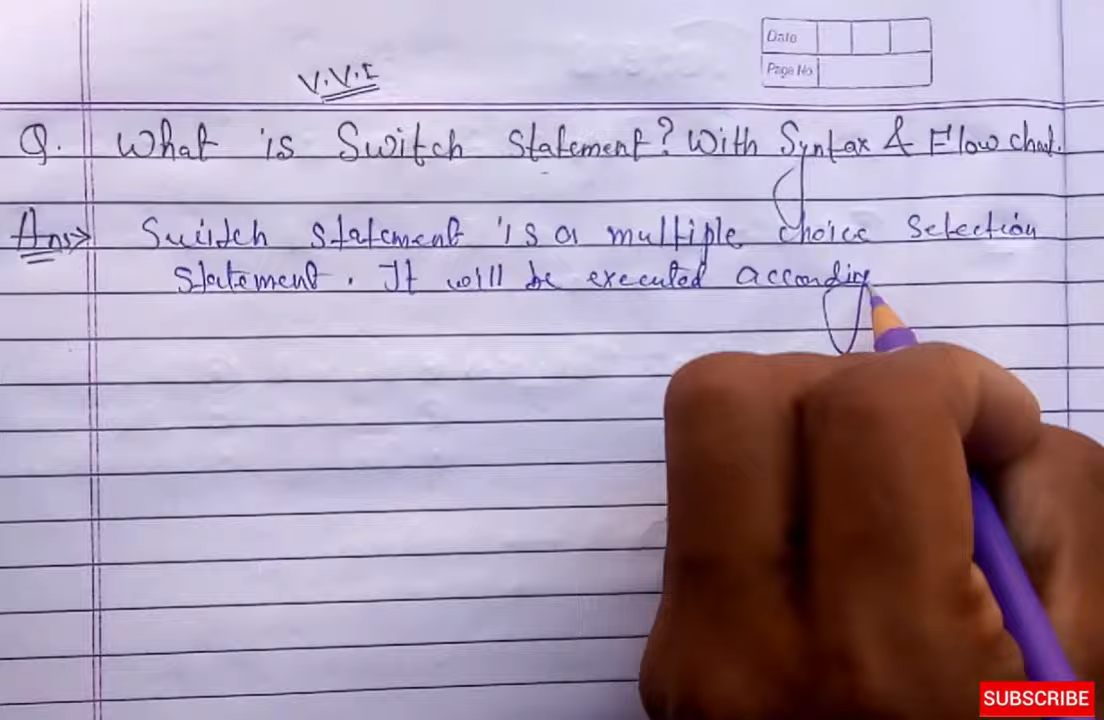 Date
Page No
V.V.I
Q. What is Switch Statement? With Syntax & Flow chart.
Ans> Switch statement is a multiple choice selection
statement. It will be executed according
SUBSCRIBE